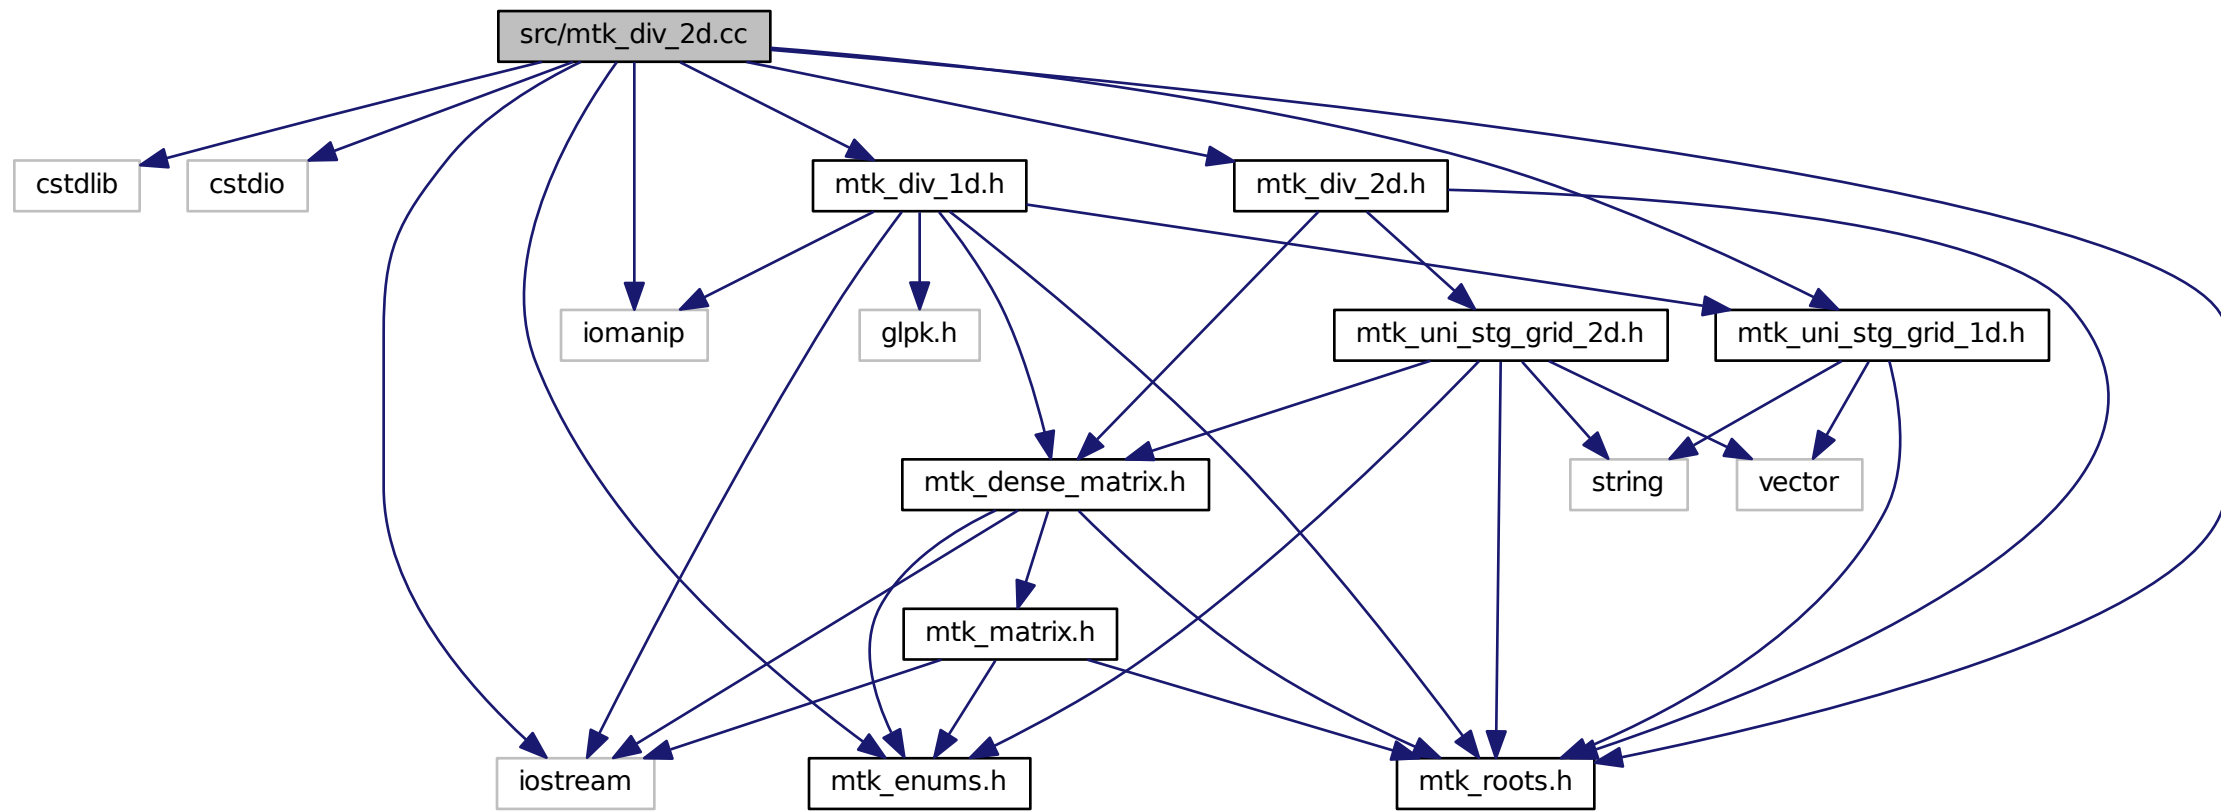 src/mtk_div_2d.cc
cstdlib
cstdio
mtk_div_1d.h
mtk_div_2d.h
iomanip
glpk.h
mtk_uni_stg_grid_2d.h
mtk_uni_stg_grid_1d.h
mtk_dense_matrix.h
string
vector
mtk_matrix.h
iostream
mtk_enums.h
mtk_roots.h